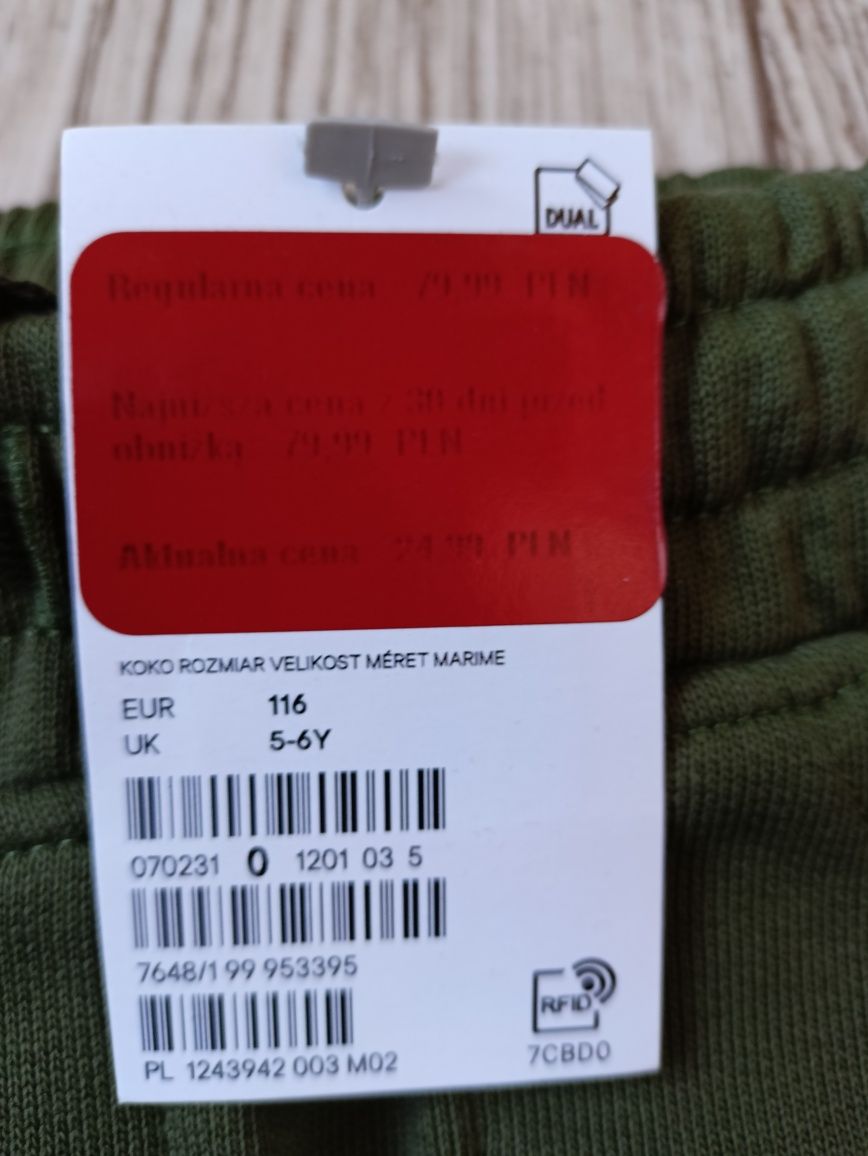 DUAL
Regularna cena 79,99 PLN
Najniższa cena z 30 dni przed
obniżką 79,99 PLN
Aktualna cena 24,99 PLN
KOKO ROZMIAR VELIKOST MÉRET MARIME
EUR 116
UK 5-6Y
070231 0 1201 03 5
7648/1 99 953395
RFID
7CBD0
PL 1243942 003 M02